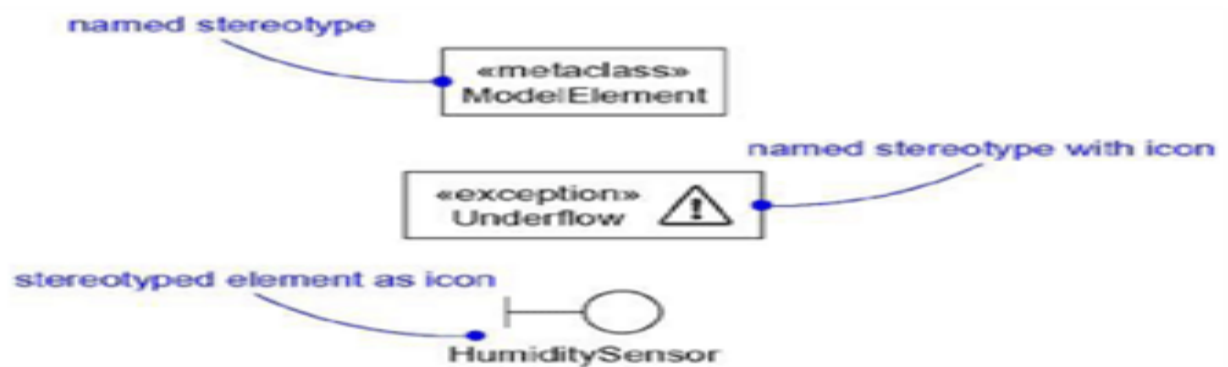 named stereotype
«metaclass»
ModelElement
named stereotype with icon
«exception»
Underflow
!
stereotyped element as icon
HumiditySensor